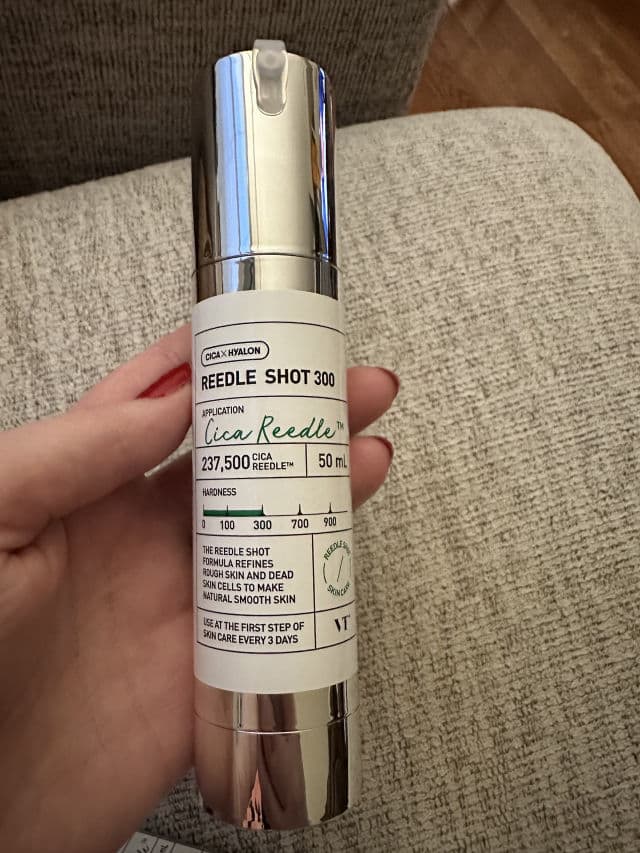 CICA X HYALON
REEDLE SHOT 300
APPLICATION
Cica Reedle™
237,500 CICA REEDLE™
50 mL
HARDNESS
0 100 300 700 900
THE REEDLE SHOT
FORMULA REFINES
ROUGH SKIN AND DEAD
SKIN CELLS TO MAKE
NATURAL SMOOTH SKIN
REEDLE SHOT
SKINCARE
USE AT THE FIRST STEP OF
SKIN CARE EVERY 3 DAYS
VT